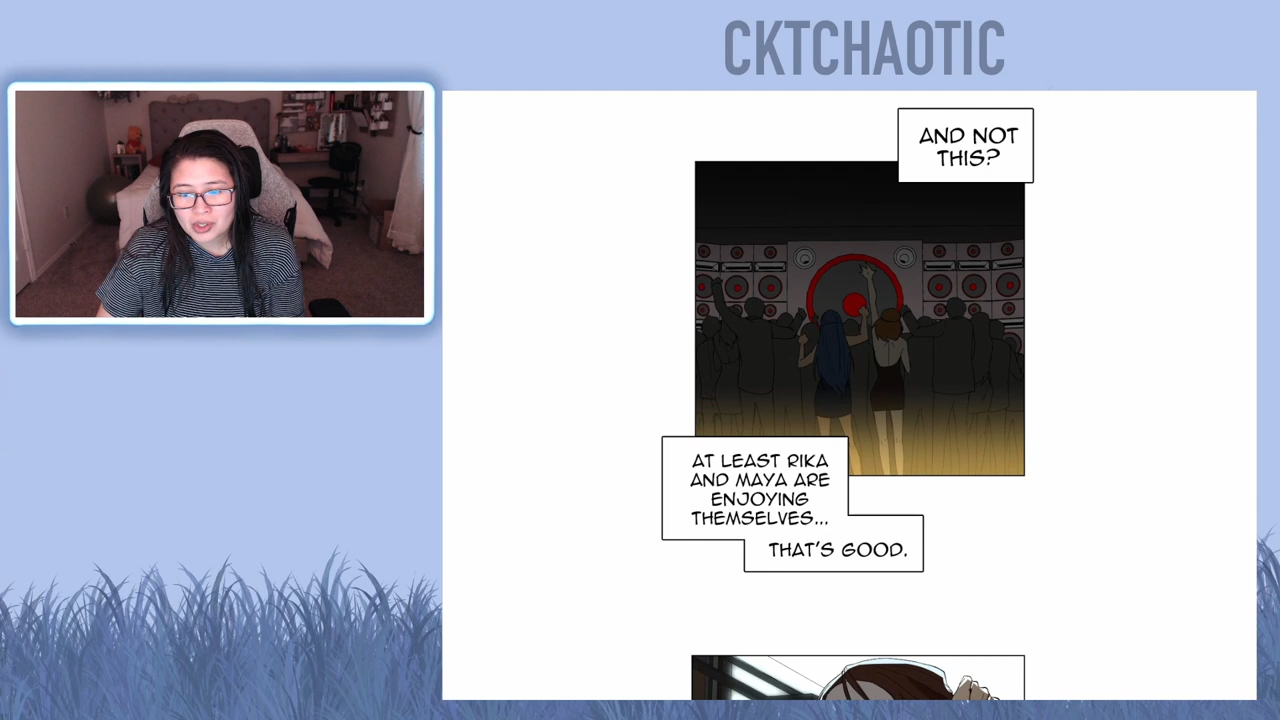 CKTCHAOTIC
AND NOT
THIS?
AT LEAST RIKA
AND MAYA ARE
ENJOYING
THEMSELVES...
THAT'S GOOD.